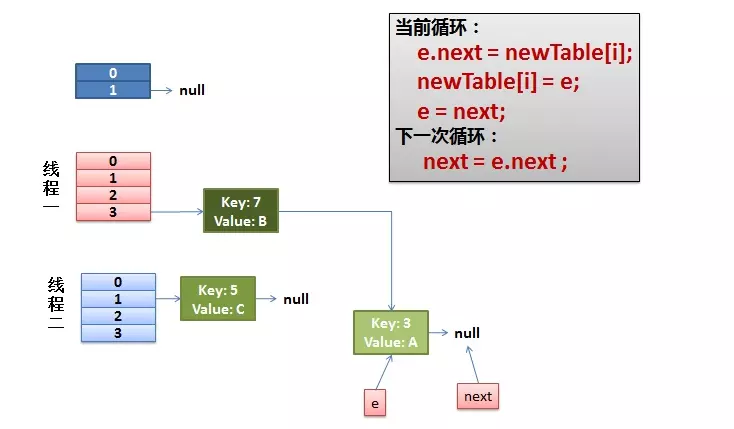 当前循环：
e.next = newTable[i];
newTable[i] = e;
e = next;
下一次循环：
next = e.next ;
0
1
null
线程一
0
1
2
3
Key: 7
Value: B
线程二
0
1
2
3
Key: 5
Value: C
null
Key: 3
Value: A
null
e
next